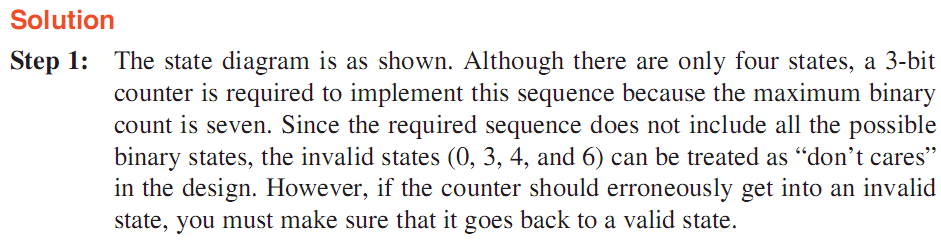 Solution
Step 1: The state diagram is as shown. Although there are only four states, a 3-bit
counter is required to implement this sequence because the maximum binary
count is seven. Since the required sequence does not include all the possible
binary states, the invalid states (0, 3, 4, and 6) can be treated as “don’t cares”
in the design. However, if the counter should erroneously get into an invalid
state, you must make sure that it goes back to a valid state.